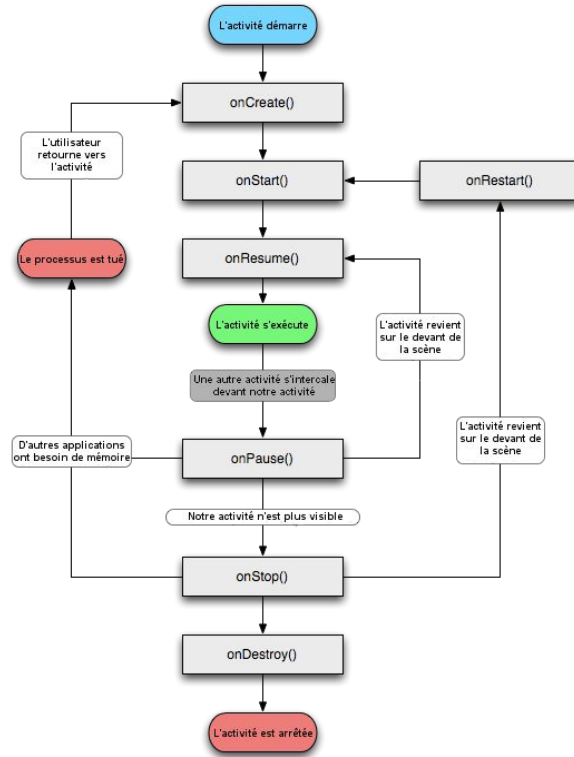 L'activité démarre
onCreate()
L'utilisateur
retourne vers
l'activité
onStart()
onRestart()
Le processus est tué
onResume()
L'activité s'exécute
L'activité revient
sur le devant de
la scène
Une autre activité s'intercale
devant notre activité
D'autres applications
ont besoin de mémoire
onPause()
L'activité revient
sur le devant de
la scène
Notre activité n'est plus visible
onStop()
onDestroy()
L'activité est arrêtée